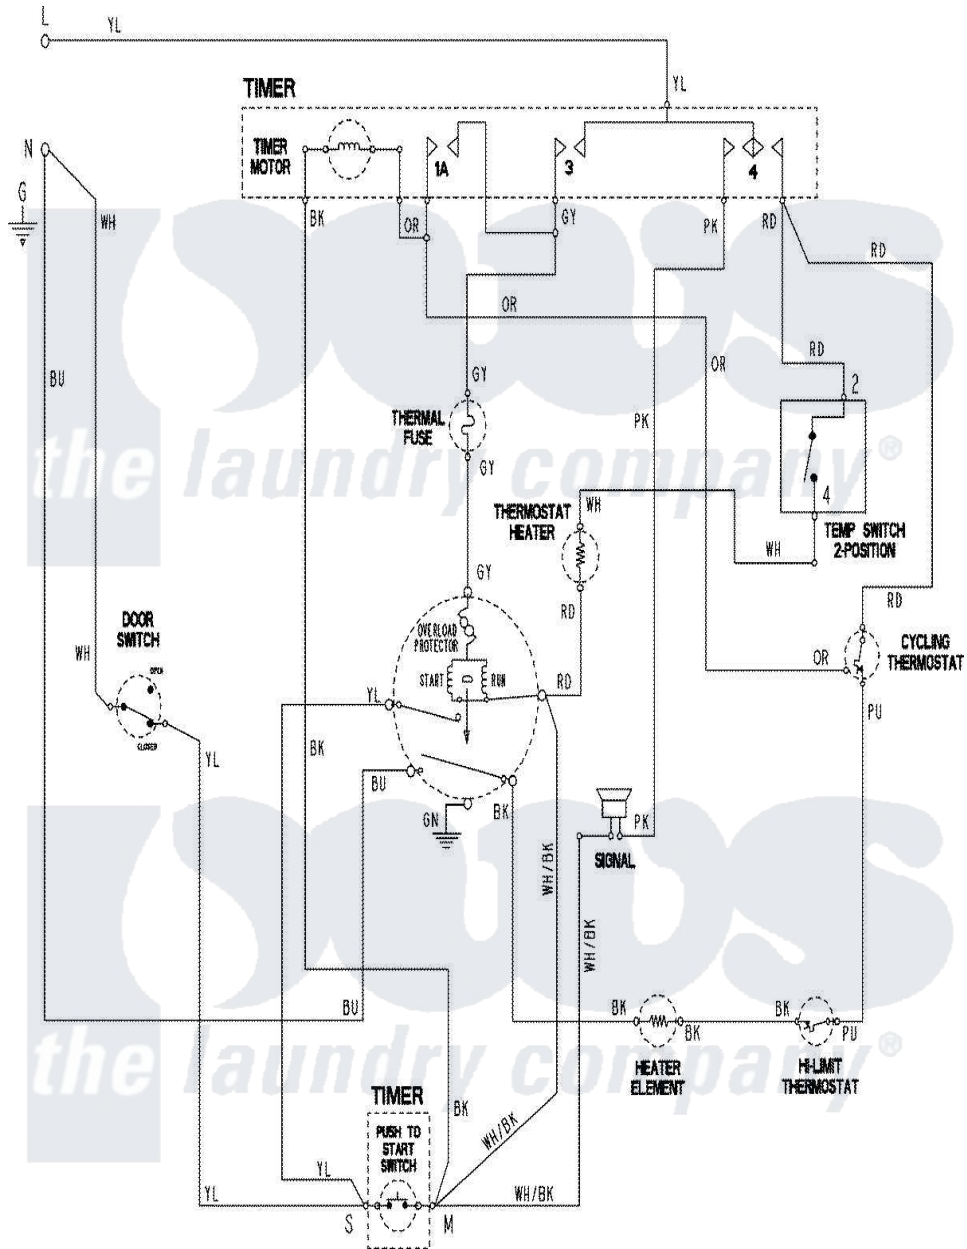 L
YL
YL
TIMER
N
TIMER
MOTOR
1A
3
4
G
WH
BK
OR
GY
PK
RD
RD
OR
OR
RD
BU
GY
2
THERMAL
FUSE
PK
GY
the laundry company®
4
THERMOSTAT
HEATER
WH
TEMP SWITCH
2-POSITION
WH
GY
RD
RD
DOOR
SWITCH
OVERLOAD
PROTECTOR
CYCLING
THERMOSTAT
WH
OR
OPEN
START
RUN
RD
YL
PU
CLOSED
YL
BK
BU
BK
GN
PK
SIGNAL
WH/BK
WH/BK
BU
BK
BK
BK
PU
the laundry company®
HEATER
ELEMENT
HI-LIMIT
THERMOSTAT
TIMER
BK
PUSH TO
START
SWITCH
WH/BK
YL
YL
WH/BK
S
M